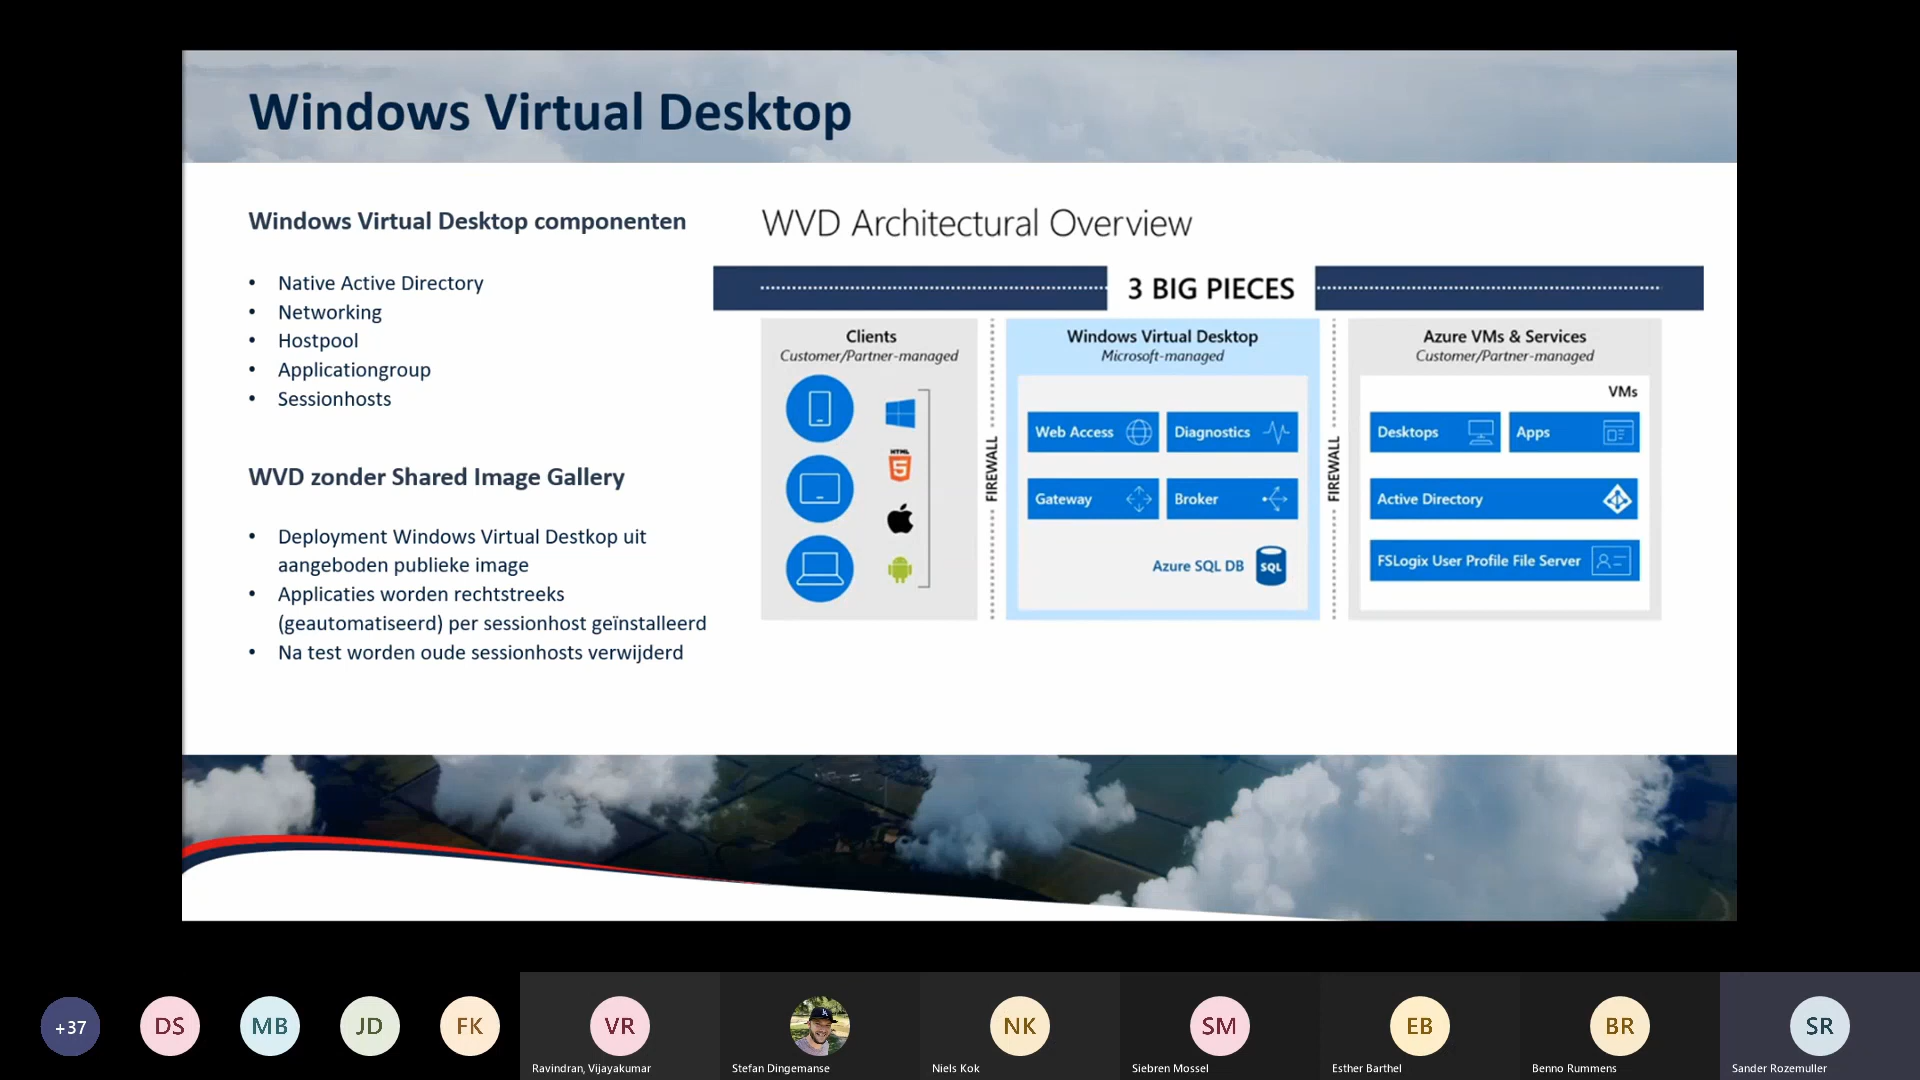 Windows Virtual Desktop
Windows Virtual Desktop componenten
• Native Active Directory
• Networking
• Hostpool
• Applicationgroup
• Sessionhosts
WVD zonder Shared Image Gallery
• Deployment Windows Virtual Destkop uit
aangeboden publieke image
• Applicaties worden rechtstreeks
(geautomatiseerd) per sessionhost geïnstalleerd
• Na test worden oude sessionhosts verwijderd
WVD Architectural Overview
3 BIG PIECES
Clients
Customer/Partner-managed
HTML
5
FIREWALL
Windows Virtual Desktop
Microsoft-managed
Web Access
Diagnostics
Gateway
Broker
Azure SQL DB
SQL
FIREWALL
Azure VMs & Services
Customer/Partner-managed
VMs
Desktops
Apps
Active Directory
FSLogix User Profile File Server
+37
DS
MB
JD
FK
VR
Ravindran, Vijayakumar
Stefan Dingemanse
NK
Niels Kok
SM
Siebren Mossel
EB
Esther Barthel
BR
Benno Rummens
SR
Sander Rozemuller